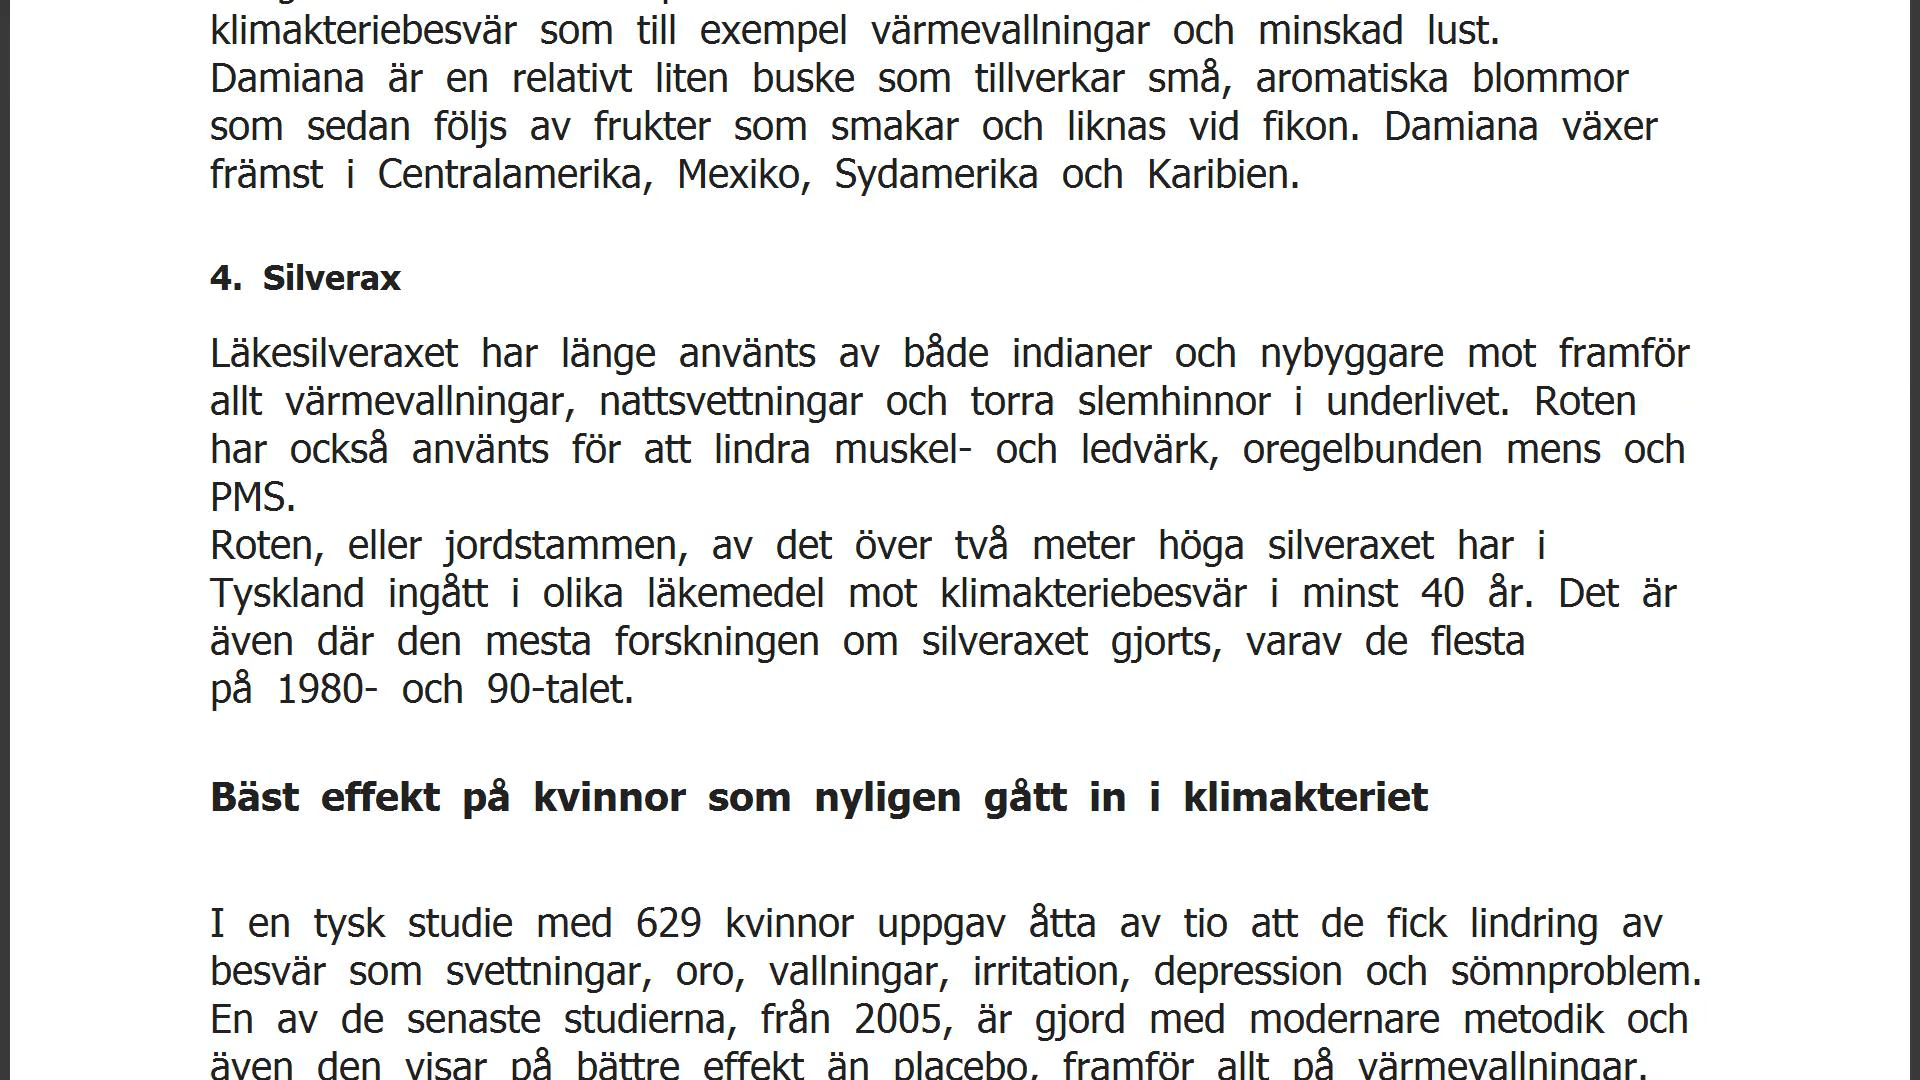 klimakteriebesvär som till exempel värmevallningar och minskad lust.
Damiana är en relativt liten buske som tillverkar små, aromatiska blommor
som sedan följs av frukter som smakar och liknas vid fikon. Damiana växer
främst i Centralamerika, Mexiko, Sydamerika och Karibien.
4. Silverax
Läkesilveraxet har länge använts av både indianer och nybyggare mot framför
allt värmevallningar, nattsvettningar och torra slemhinnor i underlivet. Roten
har också använts för att lindra muskel- och ledvärk, oregelbunden mens och
PMS.
Roten, eller jordstammen, av det över två meter höga silveraxet har i
Tyskland ingått i olika läkemedel mot klimakteriebesvär i minst 40 år. Det är
även där den mesta forskningen om silveraxet gjorts, varav de flesta
på 1980- och 90-talet.
Bäst effekt på kvinnor som nyligen gått in i klimakteriet
I en tysk studie med 629 kvinnor uppgav åtta av tio att de fick lindring av
besvär som svettningar, oro, vallningar, irritation, depression och sömnproblem.
En av de senaste studierna, från 2005, är gjord med modernare metodik och
även den visar på bättre effekt än placebo, framför allt på värmevallningar.